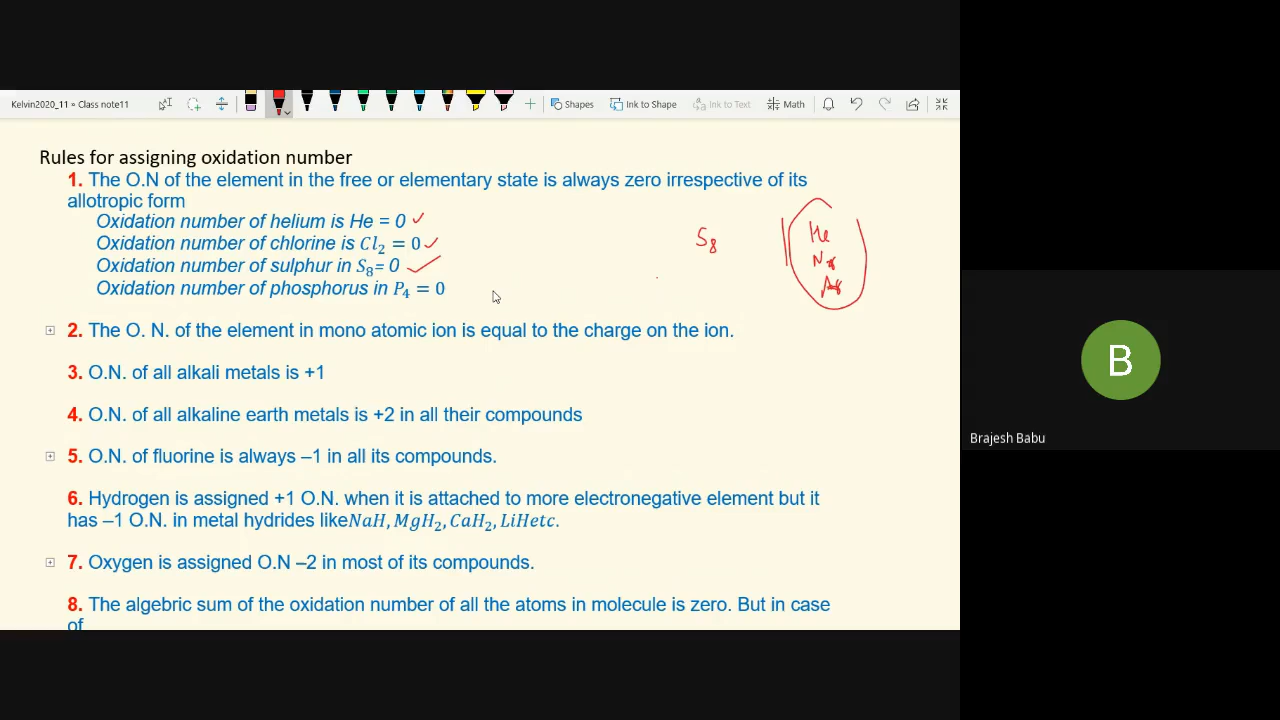 Kelvin2020_11 » Class note11
Shapes
Ink to Shape
Ink to Text
Math
Rules for assigning oxidation number
1. The O.N of the element in the free or elementary state is always zero irrespective of its
allotropic form
Oxidation number of helium is He = 0
Oxidation number of chlorine is Cl₂ = 0
Oxidation number of sulphur in S₈= 0
Oxidation number of phosphorus in P₄ = 0
S₈
He
2. The O. N. of the element in mono atomic ion is equal to the charge on the ion.
3. O.N. of all alkali metals is +1
4. O.N. of all alkaline earth metals is +2 in all their compounds
5. O.N. of fluorine is always –1 in all its compounds.
6. Hydrogen is assigned +1 O.N. when it is attached to more electronegative element but it
has –1 O.N. in metal hydrides likeNaH, MgH₂, CaH₂, LiHetc.
7. Oxygen is assigned O.N –2 in most of its compounds.
8. The algebric sum of the oxidation number of all the atoms in molecule is zero. But in case
of
B
Brajesh Babu